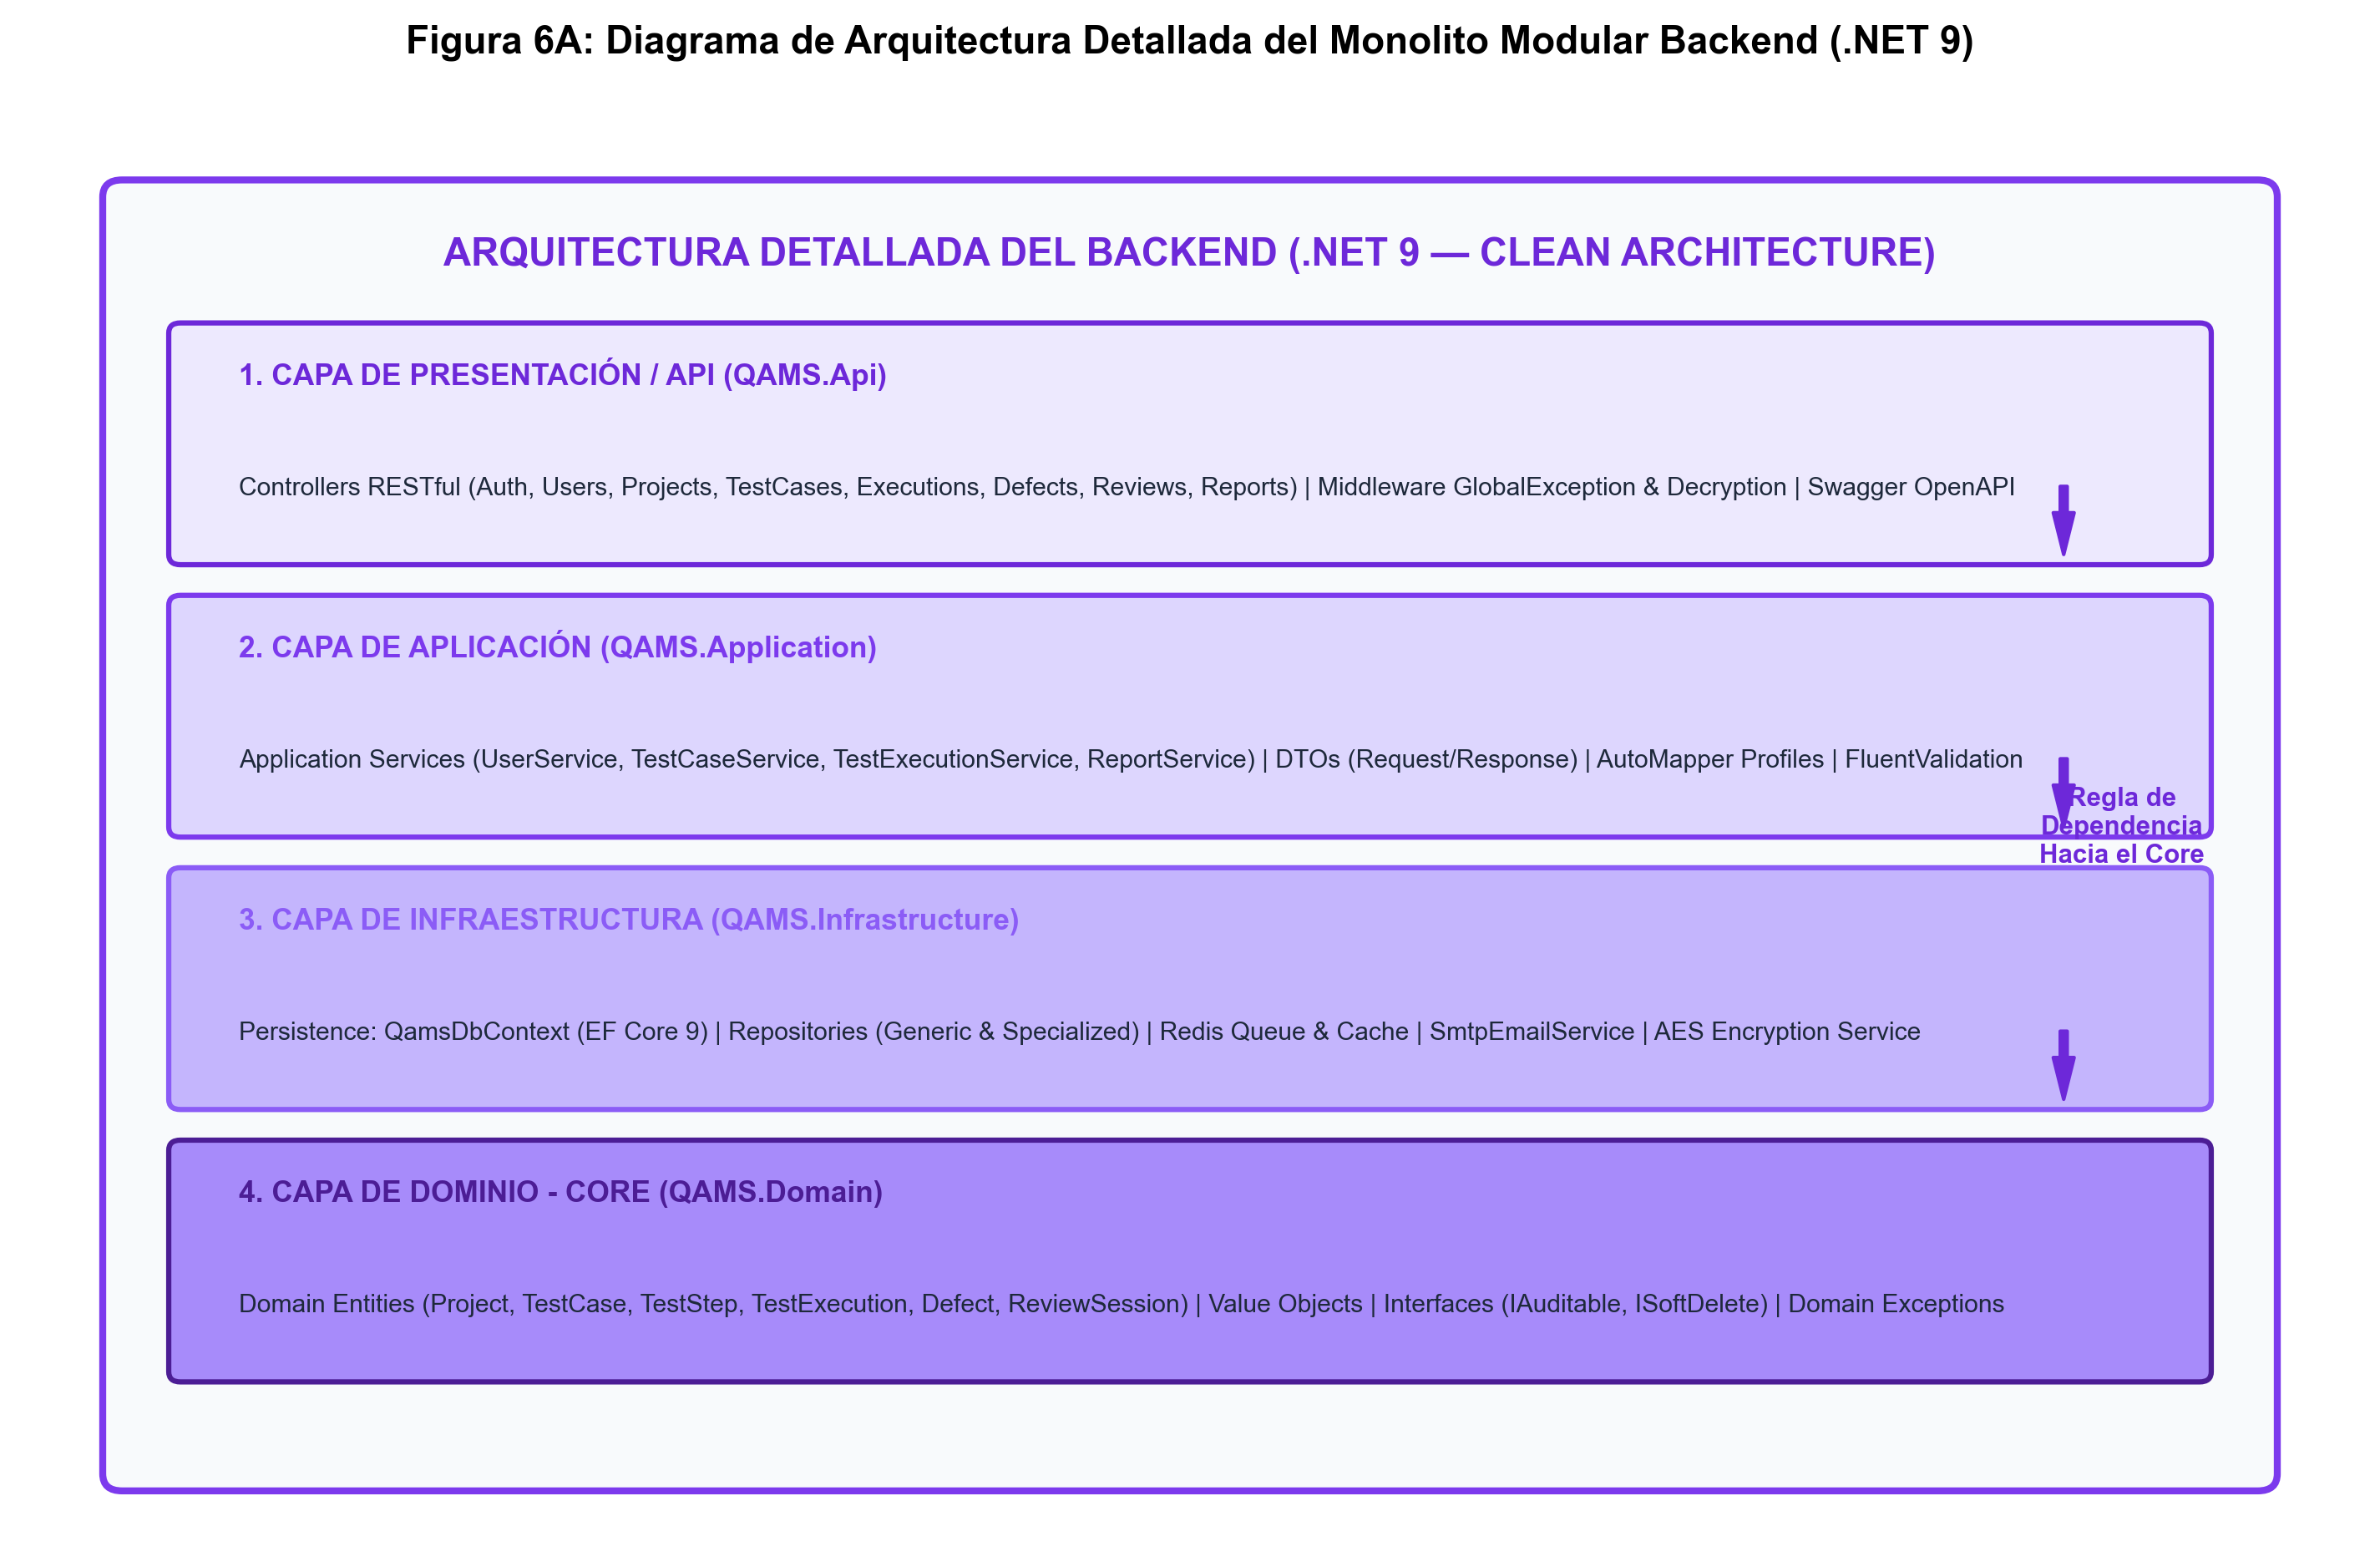 Figura 6A: Diagrama de Arquitectura Detallada del Monolito Modular Backend (.NET 9)
ARQUITECTURA DETALLADA DEL BACKEND (.NET 9 — CLEAN ARCHITECTURE)
1. CAPA DE PRESENTACIÓN / API (QAMS.Api)
Controllers RESTful (Auth, Users, Projects, TestCases, Executions, Defects, Reviews, Reports) | Middleware GlobalException & Decryption | Swagger OpenAPI
2. CAPA DE APLICACIÓN (QAMS.Application)
Application Services (UserService, TestCaseService, TestExecutionService, ReportService) | DTOs (Request/Response) | AutoMapper Profiles | FluentValidation
Regla de
Dependencia
Hacia el Core
3. CAPA DE INFRAESTRUCTURA (QAMS.Infrastructure)
Persistence: QamsDbContext (EF Core 9) | Repositories (Generic & Specialized) | Redis Queue & Cache | SmtpEmailService | AES Encryption Service
4. CAPA DE DOMINIO - CORE (QAMS.Domain)
Domain Entities (Project, TestCase, TestStep, TestExecution, Defect, ReviewSession) | Value Objects | Interfaces (IAuditable, ISoftDelete) | Domain Exceptions